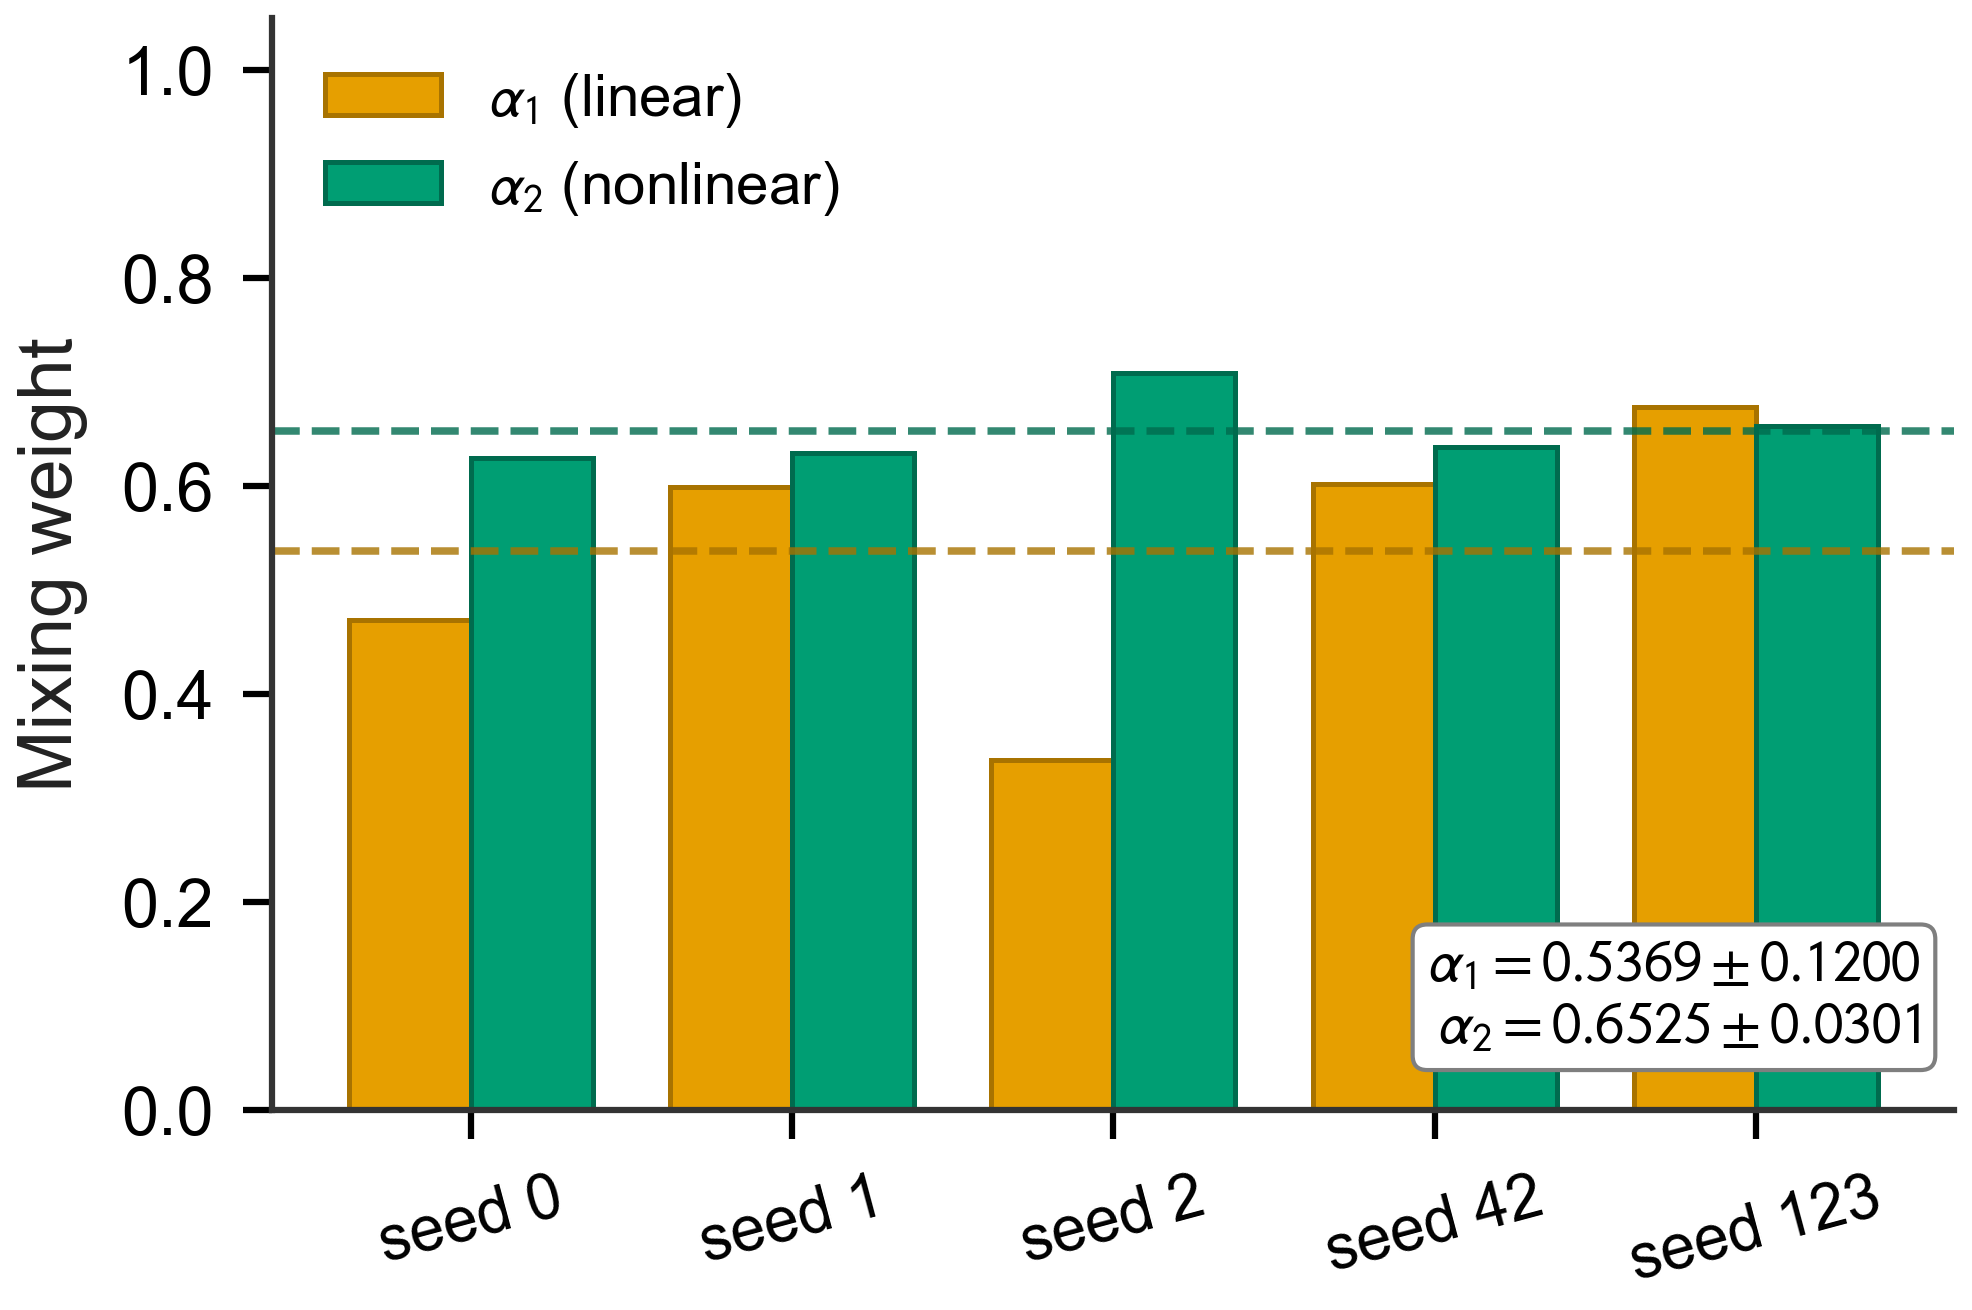 1.0
0.8
0.6
0.4
0.2
0.0
Mixing weight
α₁ (linear)
α₂ (nonlinear)
α₁ = 0.5369 ± 0.1200
α₂ = 0.6525 ± 0.0301
seed 0
seed 1
seed 2
seed 42
seed 123